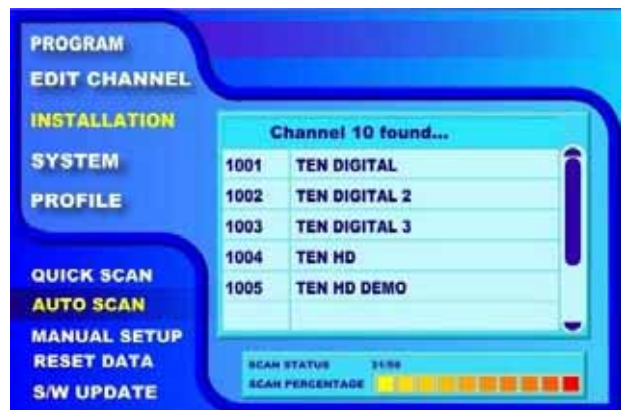 PROGRAM
EDIT CHANNEL
INSTALLATION
SYSTEM
PROFILE
QUICK SCAN
AUTO SCAN
MANUAL SETUP
RESET DATA
S/W UPDATE
Channel 10 found...
1001 TEN DIGITAL
1002 TEN DIGITAL 2
1003 TEN DIGITAL 3
1004 TEN HD
1005 TEN HD DEMO
SCAN STATUS
SCAN PERCENTAGE